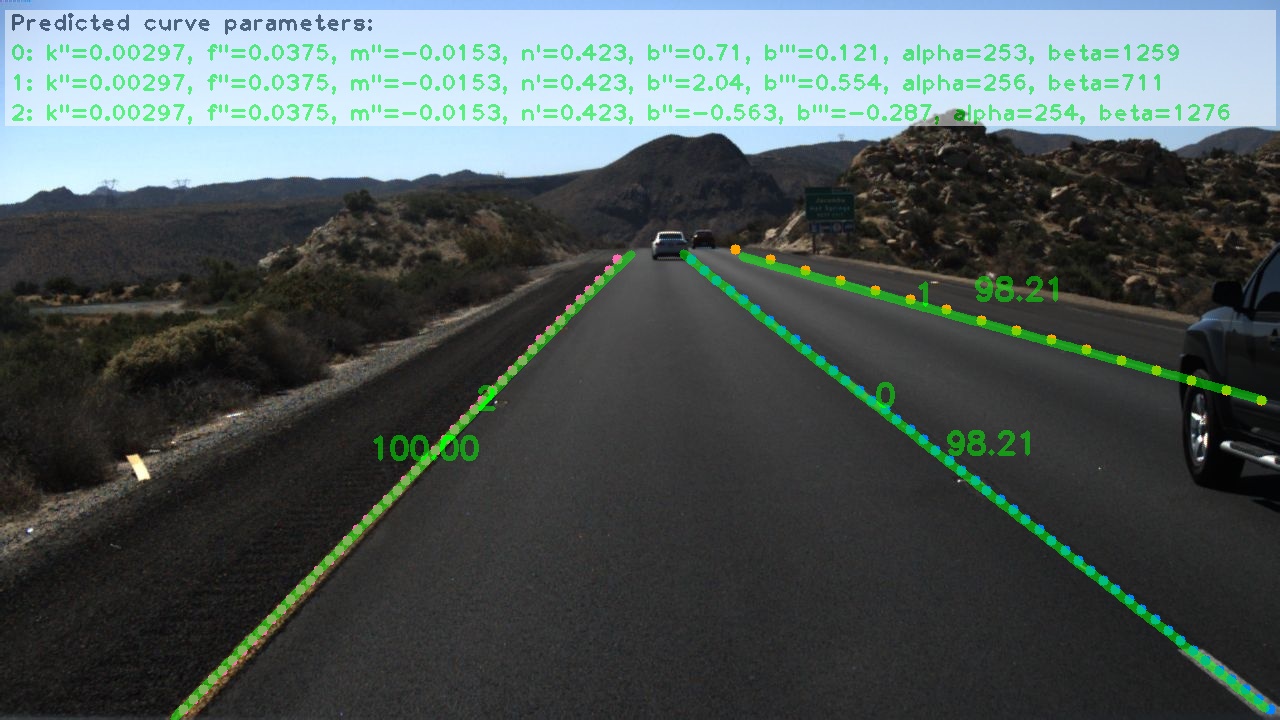 Predicted curve parameters:
0: k''=0.00297, f''=0.0375, m''=-0.0153, n'=0.423, b''=0.71, b'''=0.121, alpha=253, beta=1259
1: k''=0.00297, f''=0.0375, m''=-0.0153, n'=0.423, b''=2.04, b'''=0.554, alpha=256, beta=711
2: k''=0.00297, f''=0.0375, m''=-0.0153, n'=0.423, b''=-0.563, b'''=-0.287, alpha=254, beta=1276
Jacumba
Hot Springs
1 98.21
2
0
100.00
98.21